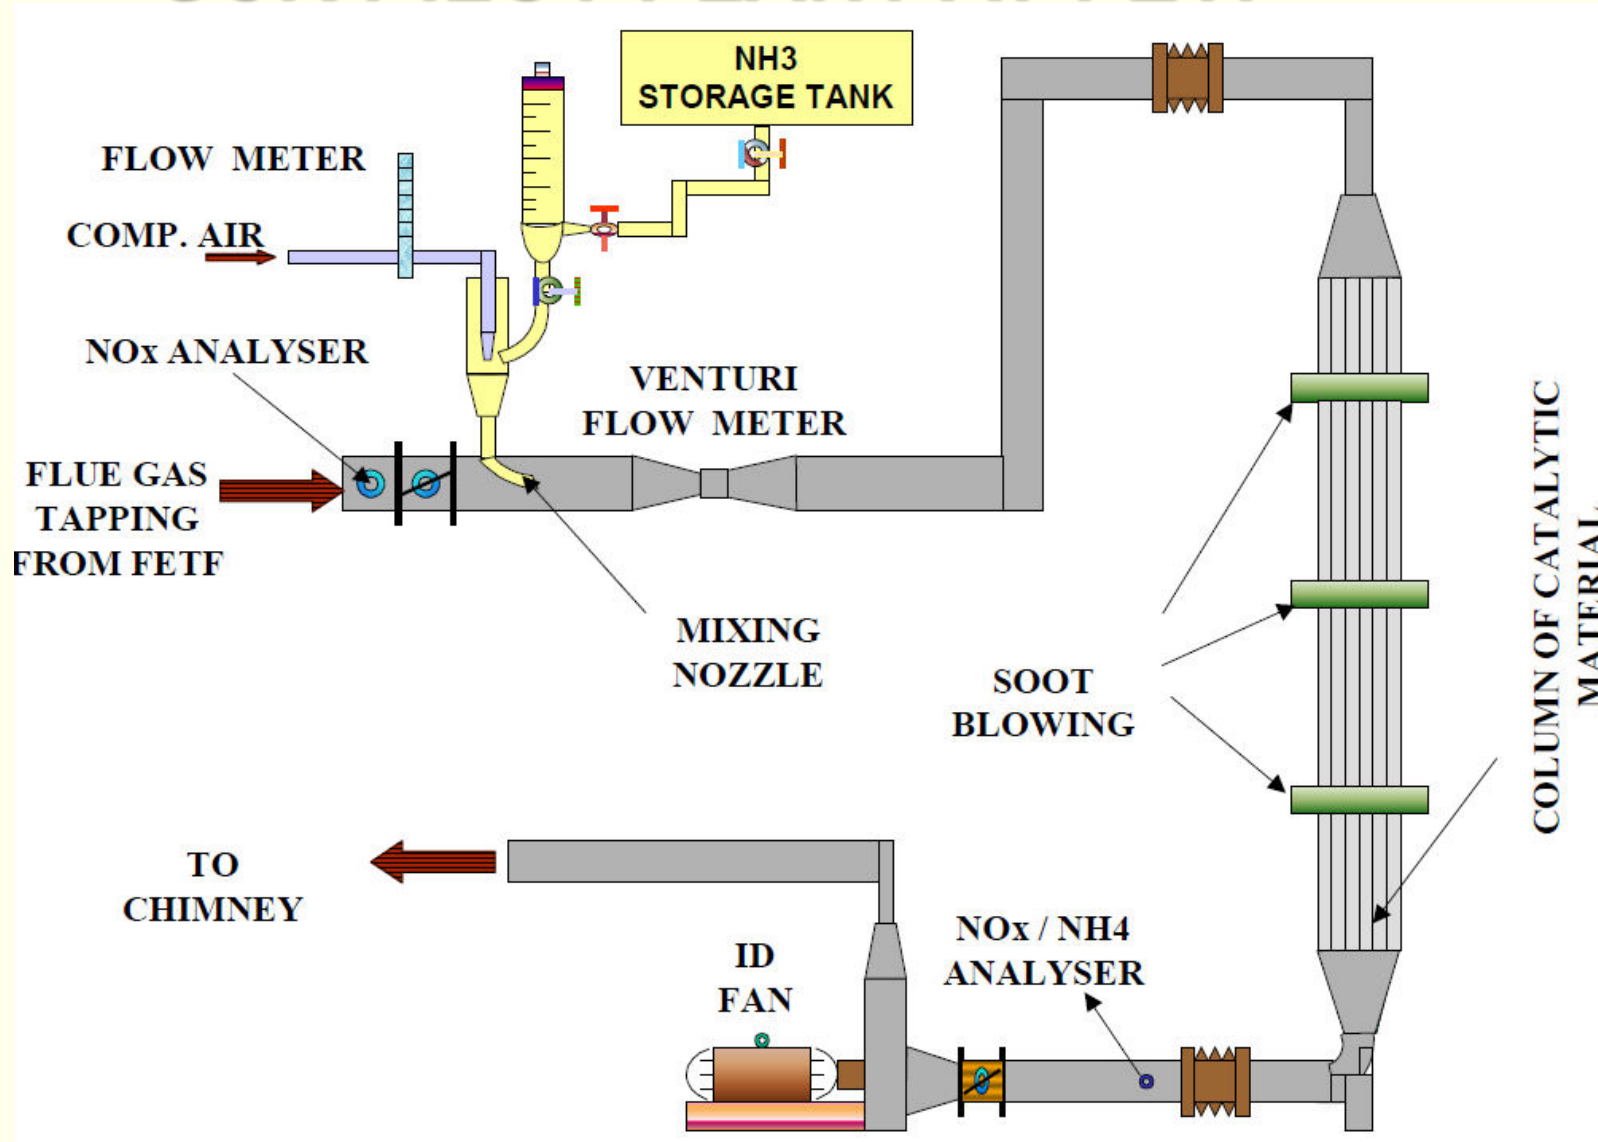 NH3
STORAGE TANK
FLOW METER
COMP. AIR
NOx ANALYSER
VENTURI
FLOW METER
FLUE GAS
TAPPING
FROM FETF
MIXING
NOZZLE
SOOT
BLOWING
COLUMN OF CATALYTIC
MATERIAL
TO
CHIMNEY
NOx / NH4
ANALYSER
ID
FAN